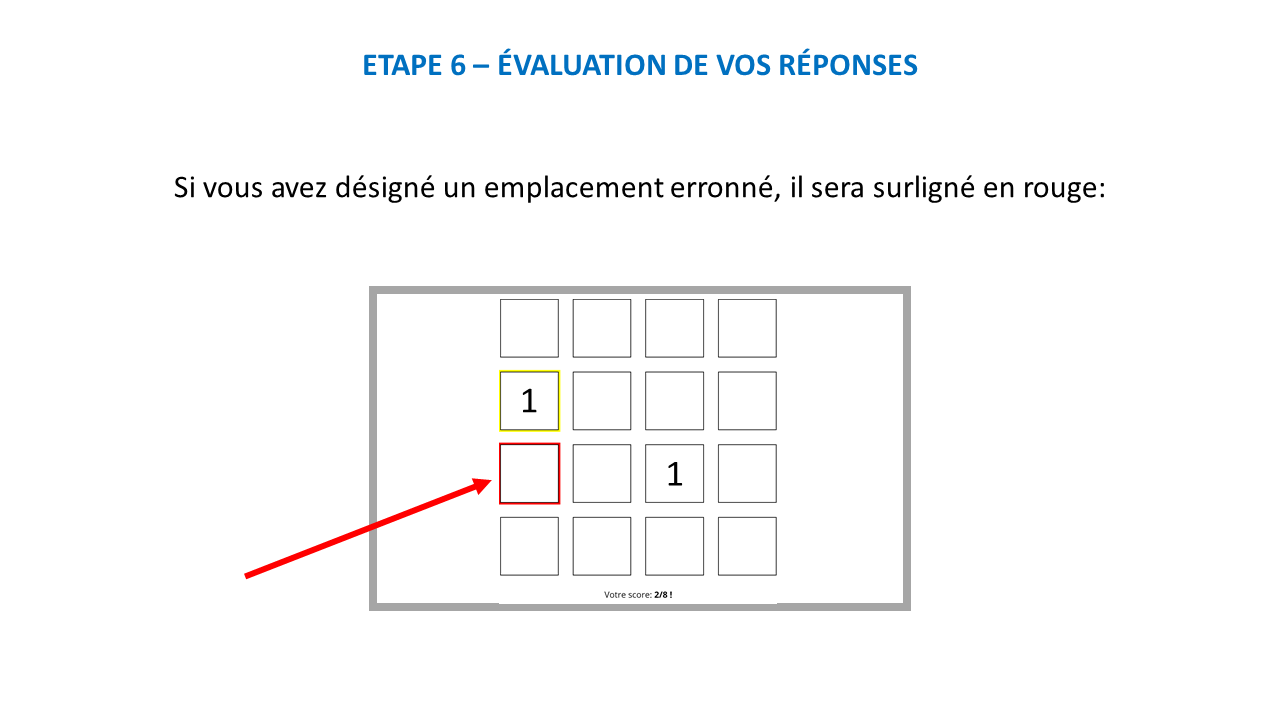 ETAPE 6 – ÉVALUATION DE VOS RÉPONSES
Si vous avez désigné un emplacement erronné, il sera surligné en rouge:
1
1
Votre score: 2/8 !